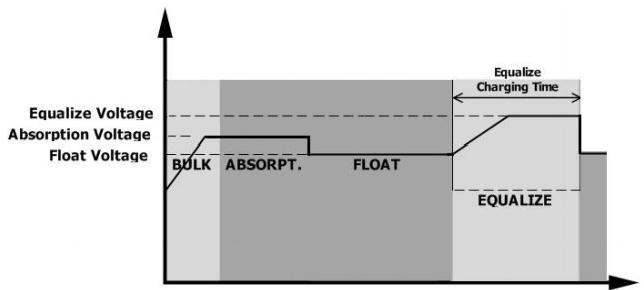 Equalize
Charging Time
Equalize Voltage
Absorption Voltage
Float Voltage
BULK
ABSORPT.
FLOAT
EQUALIZE